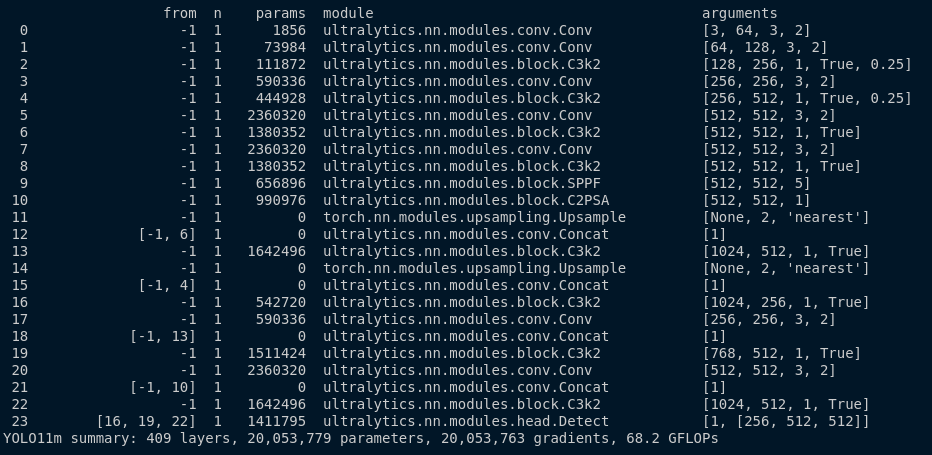 from  n    params  module                                       arguments
0                  -1  1      1856  ultralytics.nn.modules.conv.Conv             [3, 64, 3, 2]
1                  -1  1     73984  ultralytics.nn.modules.conv.Conv             [64, 128, 3, 2]
2                  -1  1    111872  ultralytics.nn.modules.block.C3k2            [128, 256, 1, True, 0.25]
3                  -1  1    590336  ultralytics.nn.modules.conv.Conv             [256, 256, 3, 2]
4                  -1  1    444928  ultralytics.nn.modules.block.C3k2            [256, 512, 1, True, 0.25]
5                  -1  1   2360320  ultralytics.nn.modules.conv.Conv             [512, 512, 3, 2]
6                  -1  1   1380352  ultralytics.nn.modules.block.C3k2            [512, 512, 1, True]
7                  -1  1   2360320  ultralytics.nn.modules.conv.Conv             [512, 512, 3, 2]
8                  -1  1   1380352  ultralytics.nn.modules.block.C3k2            [512, 512, 1, True]
9                  -1  1    656896  ultralytics.nn.modules.block.SPPF            [512, 512, 5]
10                  -1  1    990976  ultralytics.nn.modules.block.C2PSA           [512, 512, 1]
11                  -1  1         0  torch.nn.modules.upsampling.Upsample         [None, 2, 'nearest']
12             [-1, 6]  1         0  ultralytics.nn.modules.conv.Concat           [1]
13                  -1  1   1642496  ultralytics.nn.modules.block.C3k2            [1024, 512, 1, True]
14                  -1  1         0  torch.nn.modules.upsampling.Upsample         [None, 2, 'nearest']
15             [-1, 4]  1         0  ultralytics.nn.modules.conv.Concat           [1]
16                  -1  1    542720  ultralytics.nn.modules.block.C3k2            [1024, 256, 1, True]
17                  -1  1    590336  ultralytics.nn.modules.conv.Conv             [256, 256, 3, 2]
18            [-1, 13]  1         0  ultralytics.nn.modules.conv.Concat           [1]
19                  -1  1   1511424  ultralytics.nn.modules.block.C3k2            [768, 512, 1, True]
20                  -1  1   2360320  ultralytics.nn.modules.conv.Conv             [512, 512, 3, 2]
21            [-1, 10]  1         0  ultralytics.nn.modules.conv.Concat           [1]
22                  -1  1   1642496  ultralytics.nn.modules.block.C3k2            [1024, 512, 1, True]
23        [16, 19, 22]  1   1411795  ultralytics.nn.modules.head.Detect           [1, [256, 512, 512]]
YOLO11m summary: 409 layers, 20,053,779 parameters, 20,053,763 gradients, 68.2 GFLOPs